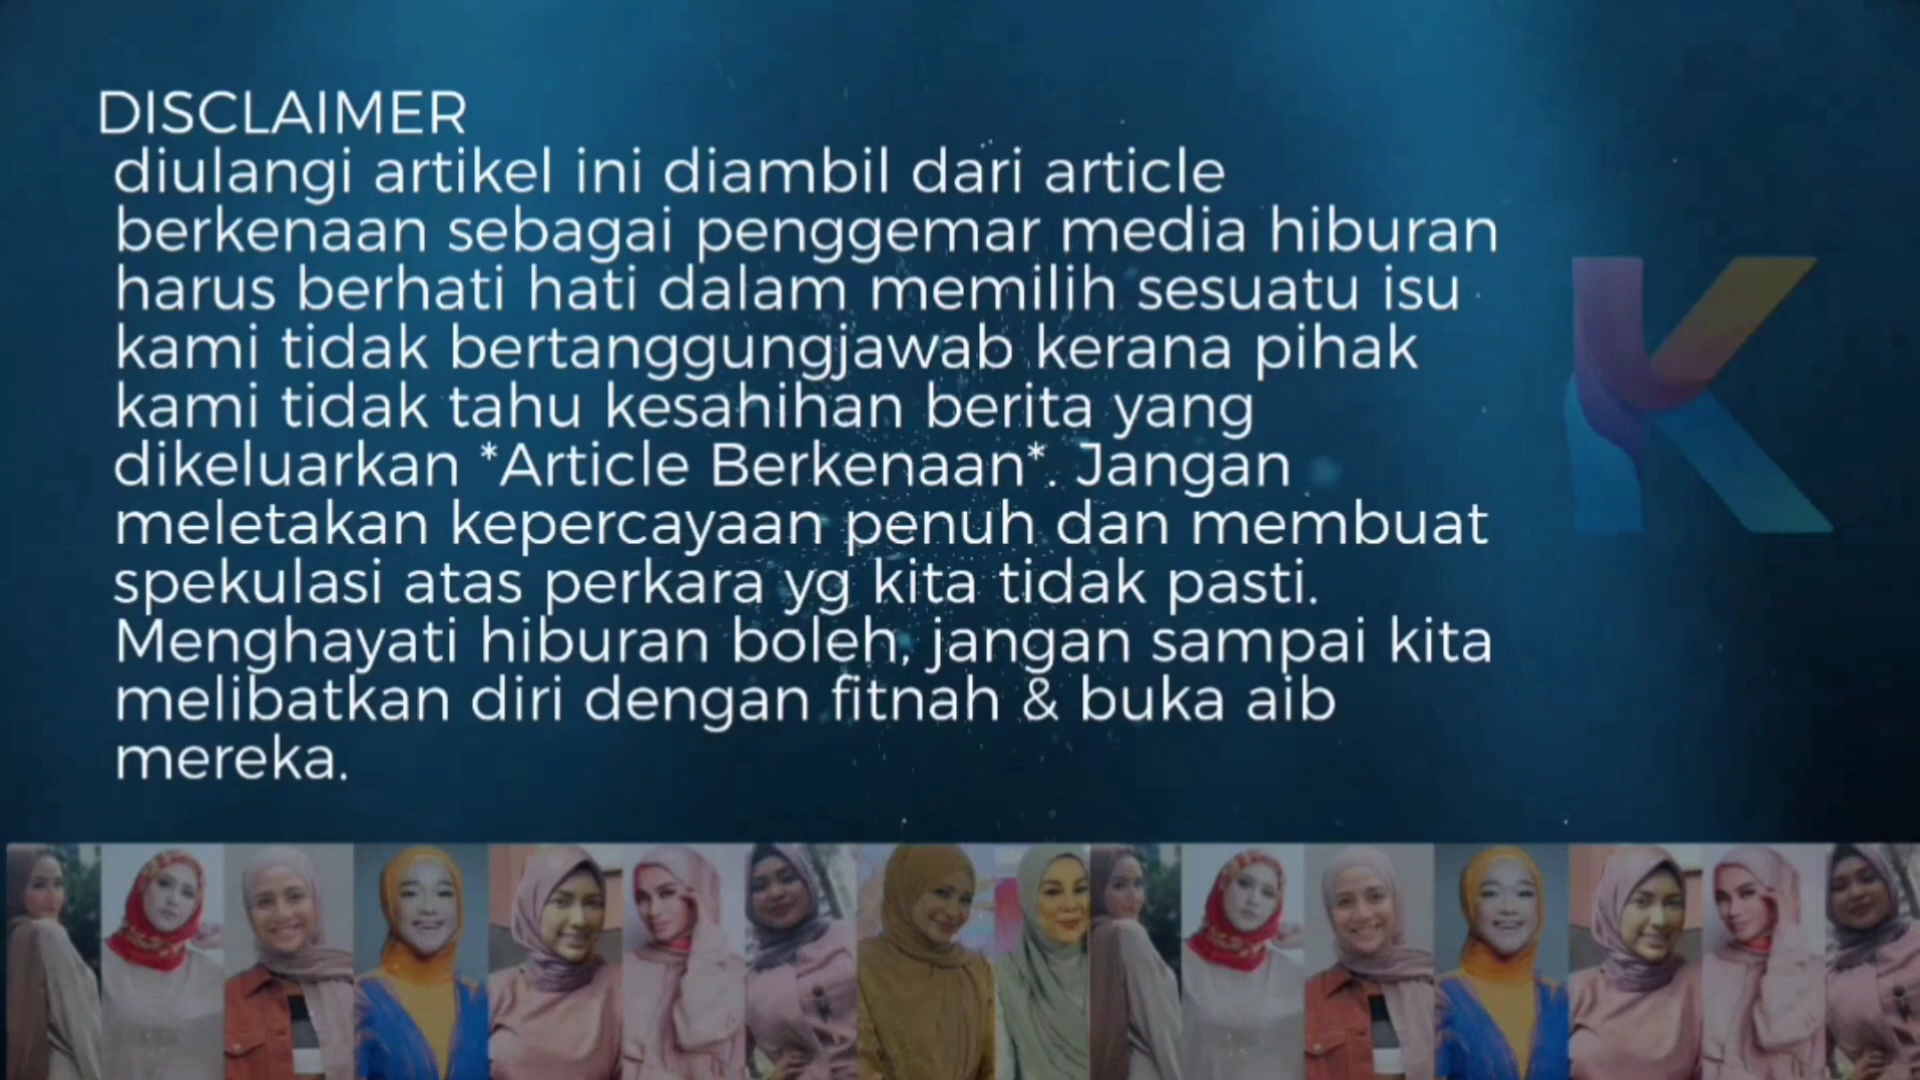 DISCLAIMER
diulangi artikel ini diambil dari article
berkenaan sebagai penggemar media hiburan
harus berhati hati dalam memilih sesuatu isu
kami tidak bertanggungjawab kerana pihak
kami tidak tahu kesahihan berita yang
dikeluarkan *Article Berkenaan*. Jangan
meletakan kepercayaan penuh dan membuat
spekulasi atas perkara yg kita tidak pasti.
Menghayati hiburan boleh, jangan sampai kita
melibatkan diri dengan fitnah & buka aib
mereka.
K